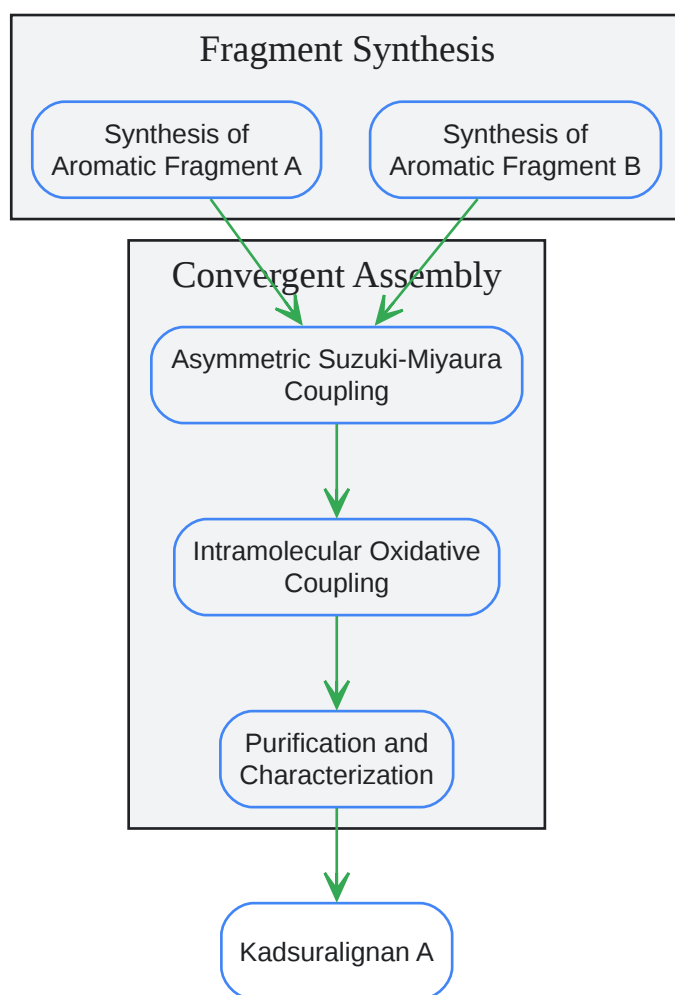 Fragment Synthesis
Synthesis of
Aromatic Fragment A
Synthesis of
Aromatic Fragment B
Convergent Assembly
Asymmetric Suzuki-Miyaura
Coupling
Intramolecular Oxidative
Coupling
Purification and
Characterization
Kadsuralignan A